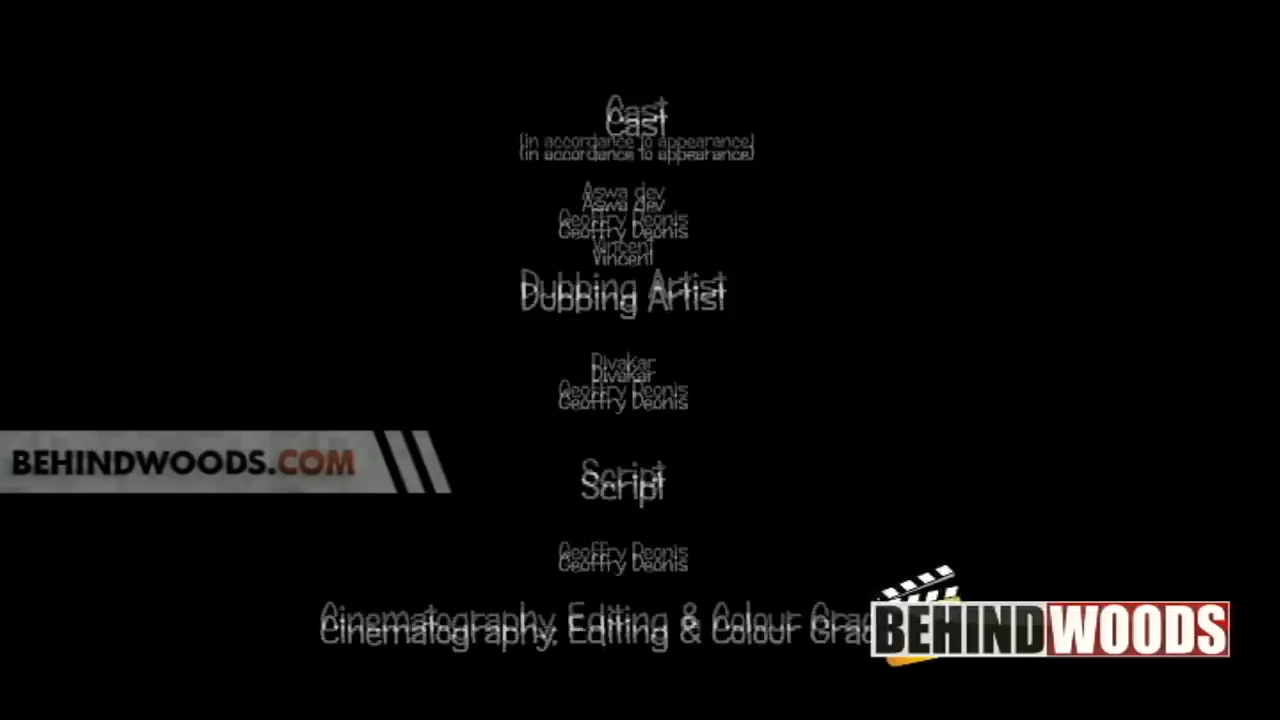 Cast
(in accordance to appearance)
Aswa dev
Geoffry Deonis
Vincent
Dubbing Artist
Divakar
Geoffry Deonis
BEHINDWOODS.COM
Script
Geoffry Deonis
Cinematography, Editing & Colour
BEHINDWOODS